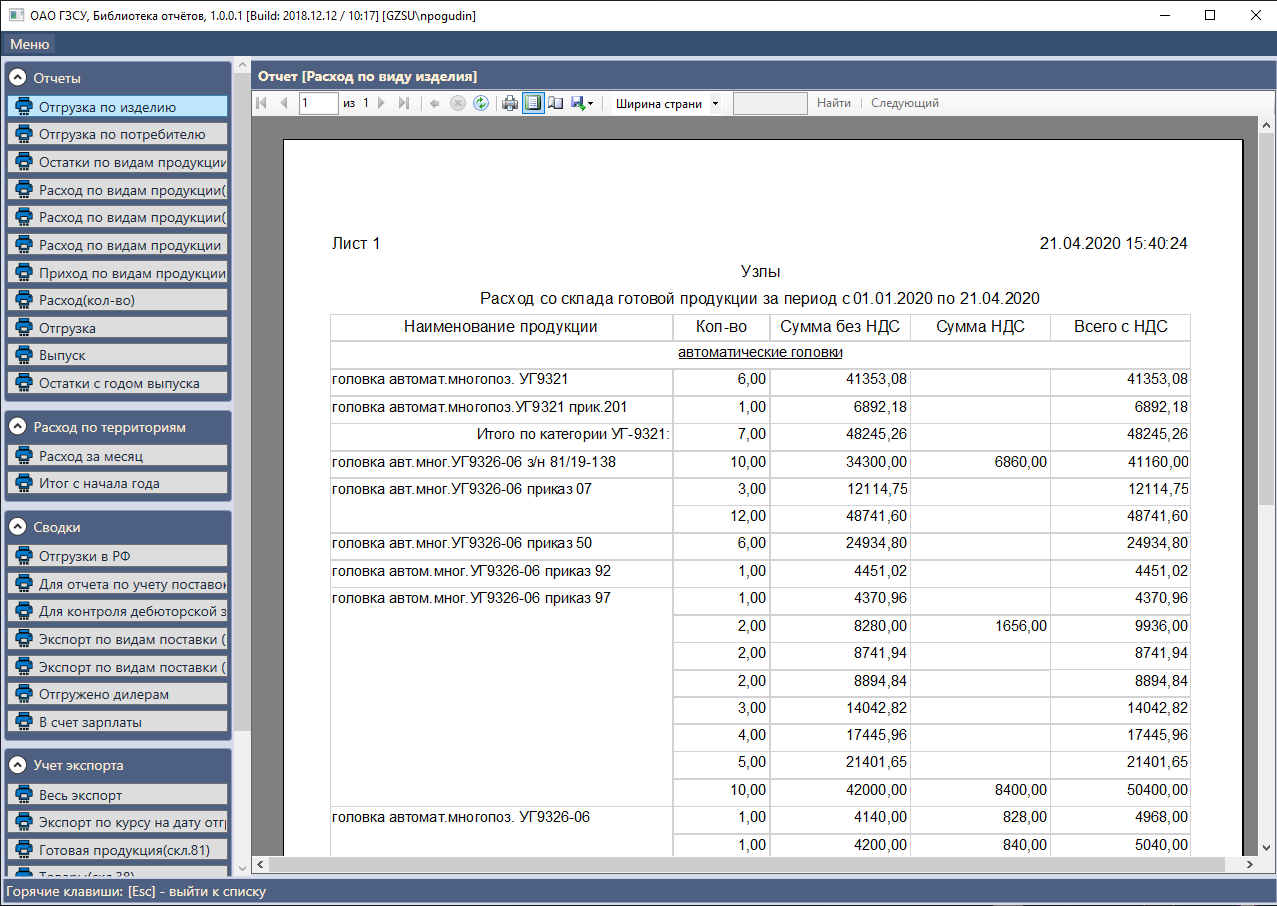 ОАО ГЗСУ, Библиотека отчётов, 1.0.0.1 [Build: 2018.12.12 / 10:17] [GZSU\npogudin]
Меню
Отчеты
Отгрузка по изделию
Отгрузка по потребителю
Остатки по видам продукции
Расход по видам продукции(
Расход по видам продукции(
Расход по видам продукции
Приход по видам продукции
Расход(кол-во)
Отгрузка
Выпуск
Остатки с годом выпуска
Расход по территориям
Расход за месяц
Итог с начала года
Сводки
Отгрузки в РФ
Для отчета по учету поставок
Для контроля дебюторской з
Экспорт по видам поставки (
Экспорт по видам поставки (
Отгружено дилерам
В счет зарплаты
Учет экспорта
Весь экспорт
Экспорт по курсу на дату отгр
Готовая продукция(скл.81)
Товары(скл.38)
Отчет [Расход по виду изделия]
1 из 1 Ширина страни Найти | Следующий
Лист 1 21.04.2020 15:40:24
Узлы
Расход со склада готовой продукции за период с 01.01.2020 по 21.04.2020
Наименование продукции Кол-во Сумма без НДС Сумма НДС Всего с НДС
автоматические головки
головка автомат.многопоз. УГ9321 6,00 41353,08 41353,08
головка автомат.многопоз.УГ9321 прик.201 1,00 6892,18 6892,18
Итого по категории УГ-9321: 7,00 48245,26 48245,26
головка авт.мног.УГ9326-06 з/н 81/19-138 10,00 34300,00 6860,00 41160,00
головка авт.мног.УГ9326-06 приказ 07 3,00 12114,75 12114,75
12,00 48741,60 48741,60
головка авт.мног.УГ9326-06 приказ 50 6,00 24934,80 24934,80
головка автом.мног.УГ9326-06 приказ 92 1,00 4451,02 4451,02
головка автом.мног.УГ9326-06 приказ 97 1,00 4370,96 4370,96
2,00 8280,00 1656,00 9936,00
2,00 8741,94 8741,94
2,00 8894,84 8894,84
3,00 14042,82 14042,82
4,00 17445,96 17445,96
5,00 21401,65 21401,65
10,00 42000,00 8400,00 50400,00
головка автомат.многопоз. УГ9326-06 1,00 4140,00 828,00 4968,00
1,00 4200,00 840,00 5040,00
Горячие клавиши: [Esc] - выйти к списку